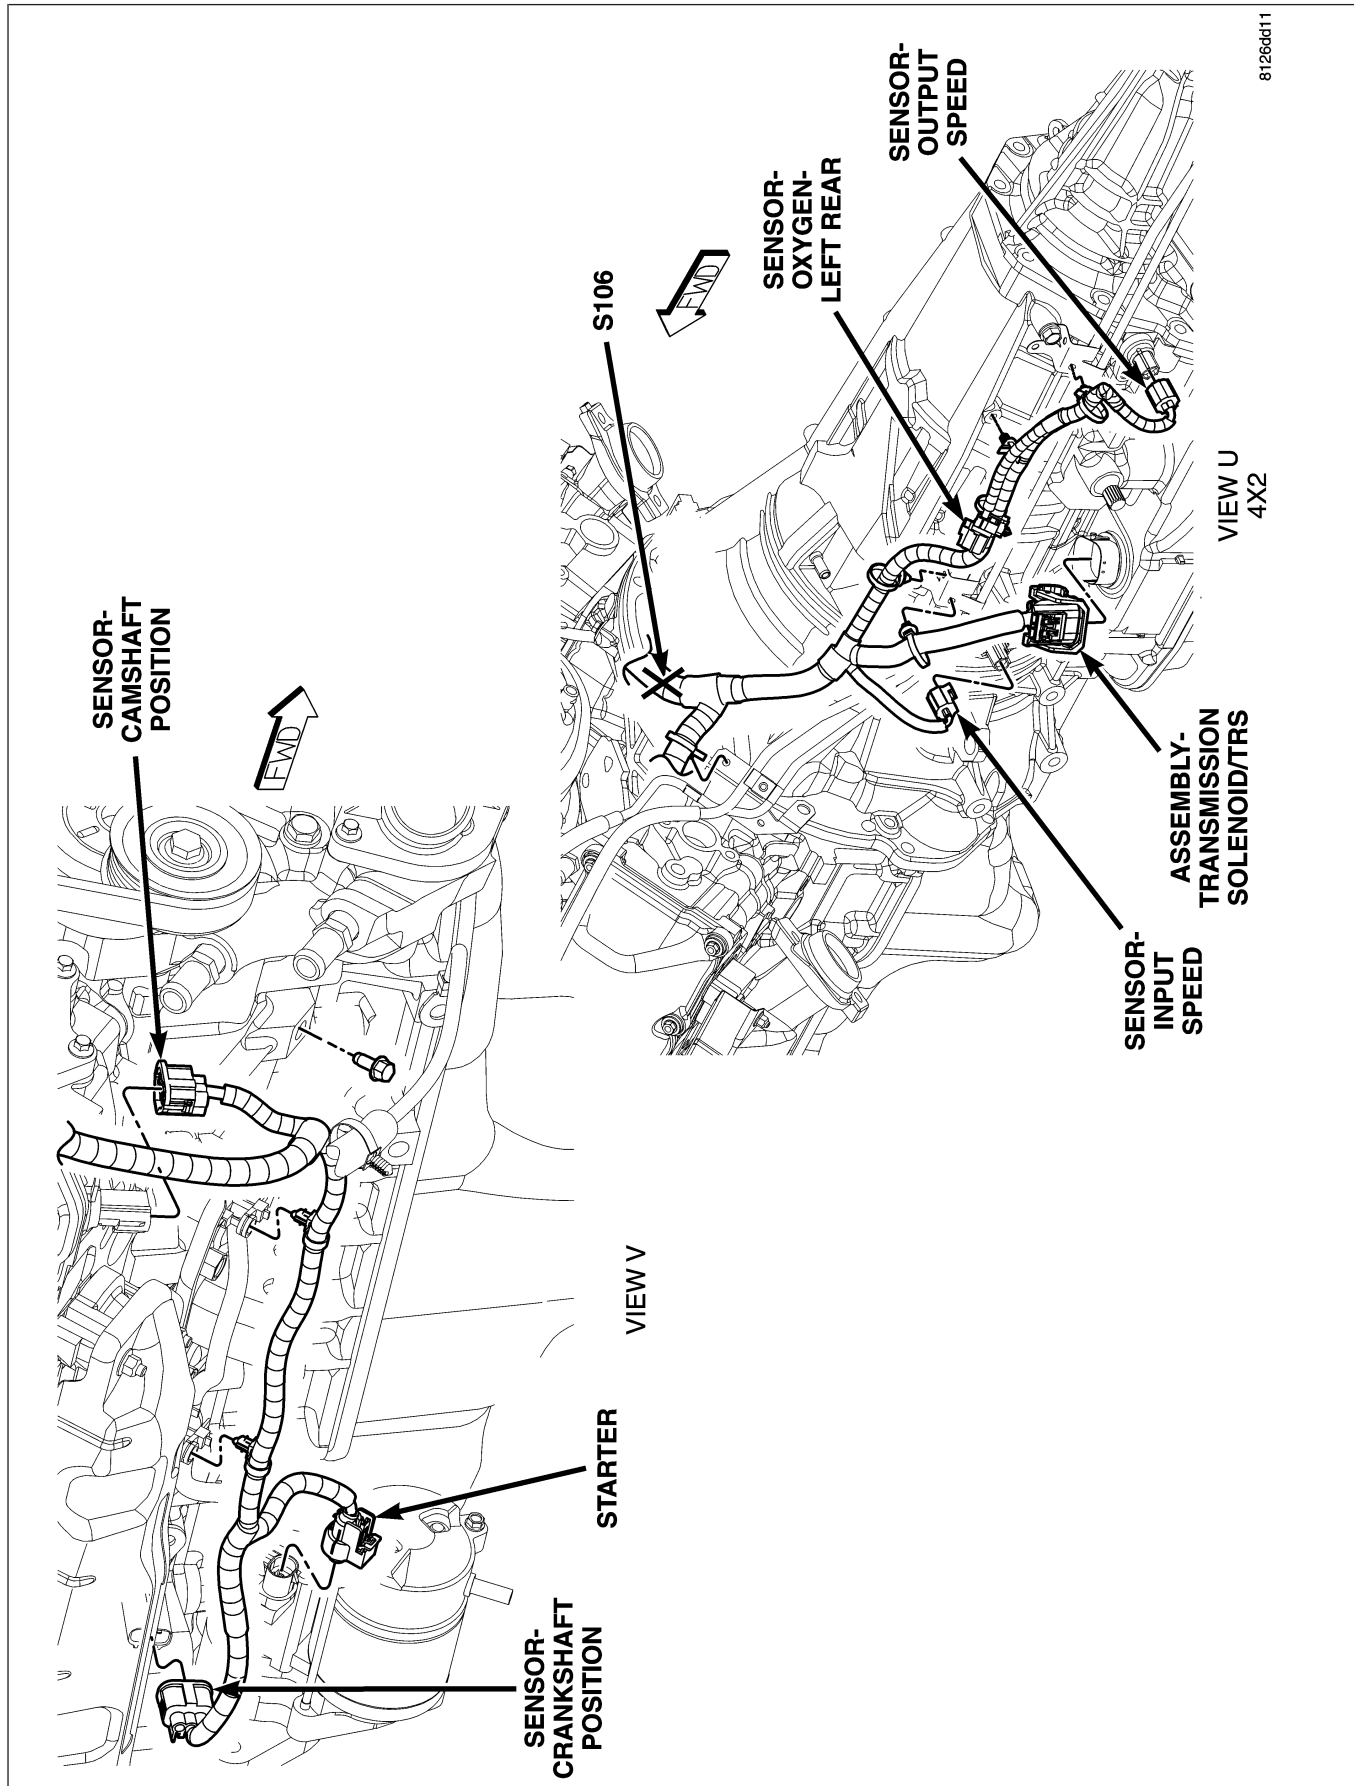 SENSOR-
CAMSHAFT
POSITION
FWD
SENSOR-
CRANKSHAFT
POSITION
STARTER
VIEW V
S106
FWD
SENSOR-
OXYGEN-
LEFT REAR
SENSOR-
OUTPUT
SPEED
SENSOR-
INPUT
SPEED
ASSEMBLY-
TRANSMISSION
SOLENOID/TRS
VIEW U
4X2
8126dd11